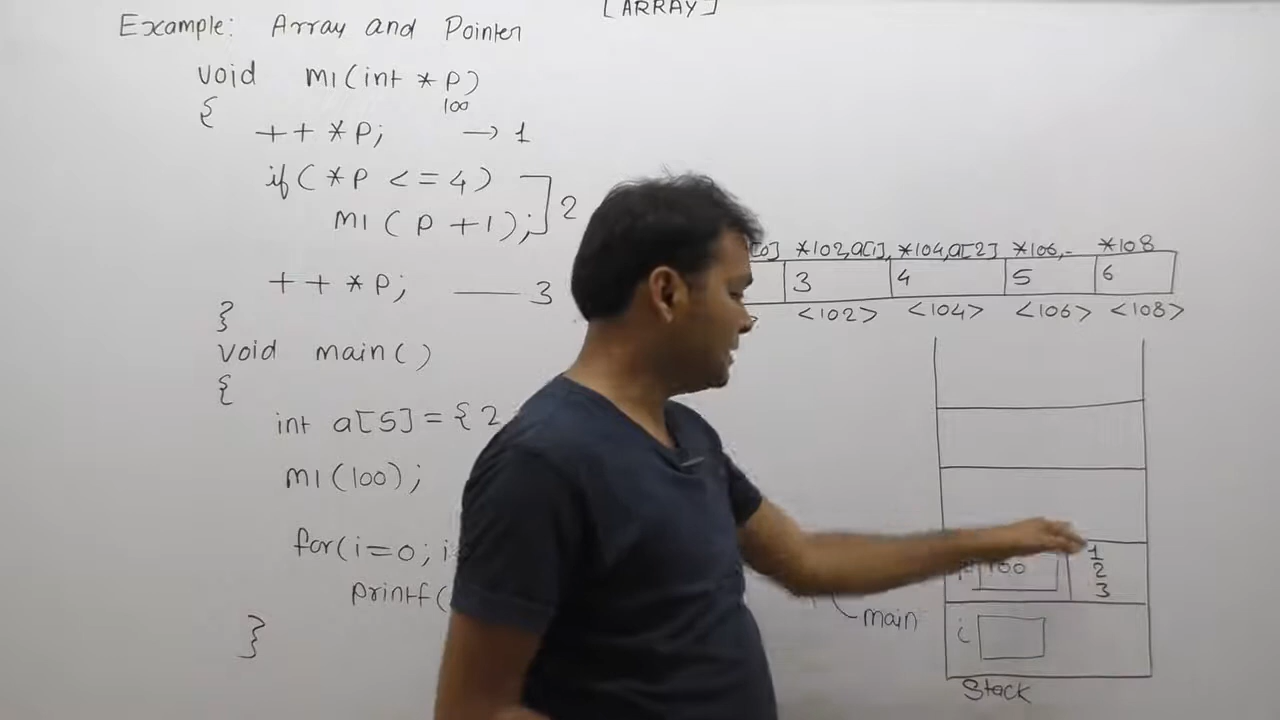 [ARRAY]
Example: Array and Pointer
void m1(int *p)
100
{
++*p; → 1
if(*p <=4)
m1(p+1); ] 2
++*p; — 3
}
void main()
{
int a[5]={2
m1(100);
for(i=0;i
printf(
}
[0] *102,a[1], *104,a[2] *106,- *108
3 4 5 6
<102> <104> <106> <108>
100 1
2
3
main
i
Stack